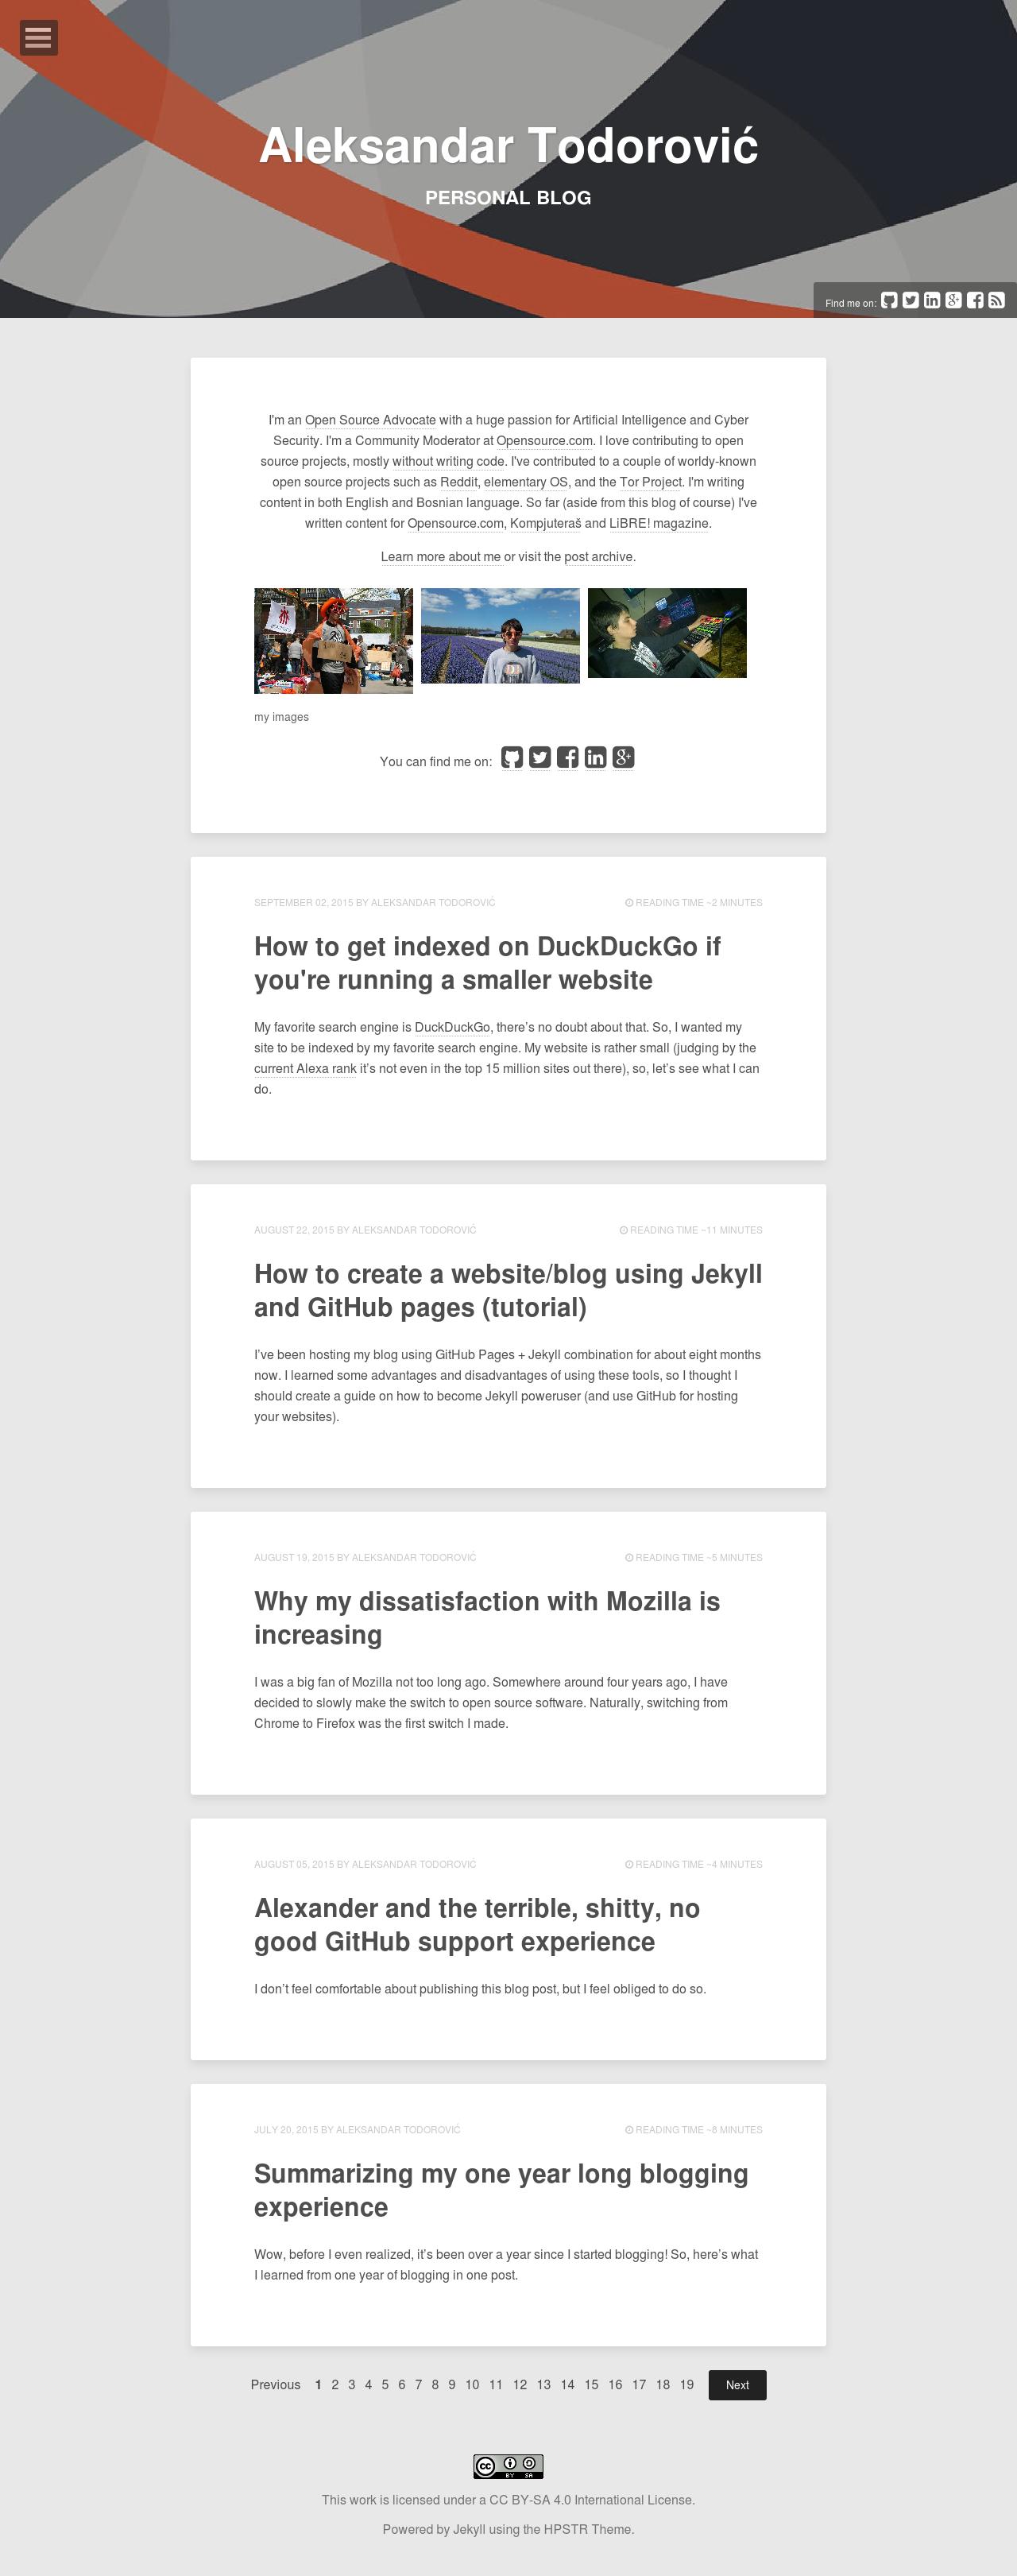 Aleksandar Todorović
PERSONAL BLOG
Find me on:
I'm an Open Source Advocate with a huge passion for Artificial Intelligence and Cyber
Security. I'm a Community Moderator at Opensource.com. I love contributing to open
source projects, mostly without writing code. I've contributed to a couple of worldy-known
open source projects such as Reddit, elementary OS, and the Tor Project. I'm writing
content in both English and Bosnian language. So far (aside from this blog of course) I've
written content for Opensource.com, Kompjuteraš and LiBRE! magazine.
Learn more about me or visit the post archive.
my images
You can find me on:
SEPTEMBER 02, 2015 BY ALEKSANDAR TODOROVIĆ READING TIME ~2 MINUTES
How to get indexed on DuckDuckGo if
you're running a smaller website
My favorite search engine is DuckDuckGo, there's no doubt about that. So, I wanted my
site to be indexed by my favorite search engine. My website is rather small (judging by the
current Alexa rank it's not even in the top 15 million sites out there), so, let's see what I can
do.
AUGUST 22, 2015 BY ALEKSANDAR TODOROVIĆ READING TIME ~11 MINUTES
How to create a website/blog using Jekyll
and GitHub pages (tutorial)
I've been hosting my blog using GitHub Pages + Jekyll combination for about eight months
now. I learned some advantages and disadvantages of using these tools, so I thought I
should create a guide on how to become Jekyll poweruser (and use GitHub for hosting
your websites).
AUGUST 19, 2015 BY ALEKSANDAR TODOROVIĆ READING TIME ~5 MINUTES
Why my dissatisfaction with Mozilla is
increasing
I was a big fan of Mozilla not too long ago. Somewhere around four years ago, I have
decided to slowly make the switch to open source software. Naturally, switching from
Chrome to Firefox was the first switch I made.
AUGUST 05, 2015 BY ALEKSANDAR TODOROVIĆ READING TIME ~4 MINUTES
Alexander and the terrible, shitty, no
good GitHub support experience
I don't feel comfortable about publishing this blog post, but I feel obliged to do so.
JULY 20, 2015 BY ALEKSANDAR TODOROVIĆ READING TIME ~8 MINUTES
Summarizing my one year long blogging
experience
Wow, before I even realized, it's been over a year since I started blogging! So, here's what
I learned from one year of blogging in one post.
Previous 1 2 3 4 5 6 7 8 9 10 11 12 13 14 15 16 17 18 19 Next
cc BY SA
This work is licensed under a CC BY-SA 4.0 International License.
Powered by Jekyll using the HPSTR Theme.